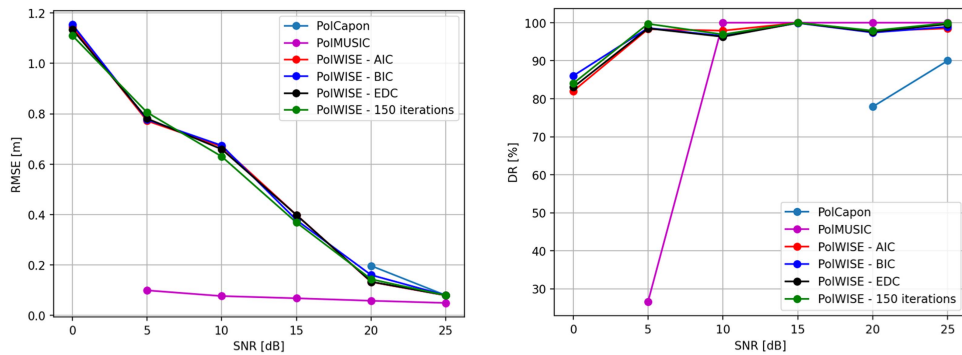 1.2
1.0
0.8
0.6
0.4
0.2
0.0
RMSE [m]
0
5
10
15
20
25
SNR [dB]
PolCapon
PolMUSIC
PolWISE - AIC
PolWISE - BIC
PolWISE - EDC
PolWISE - 150 iterations
100
90
80
70
60
50
40
30
DR [%]
0
5
10
15
20
25
SNR [dB]
PolCapon
PolMUSIC
PolWISE - AIC
PolWISE - BIC
PolWISE - EDC
PolWISE - 150 iterations